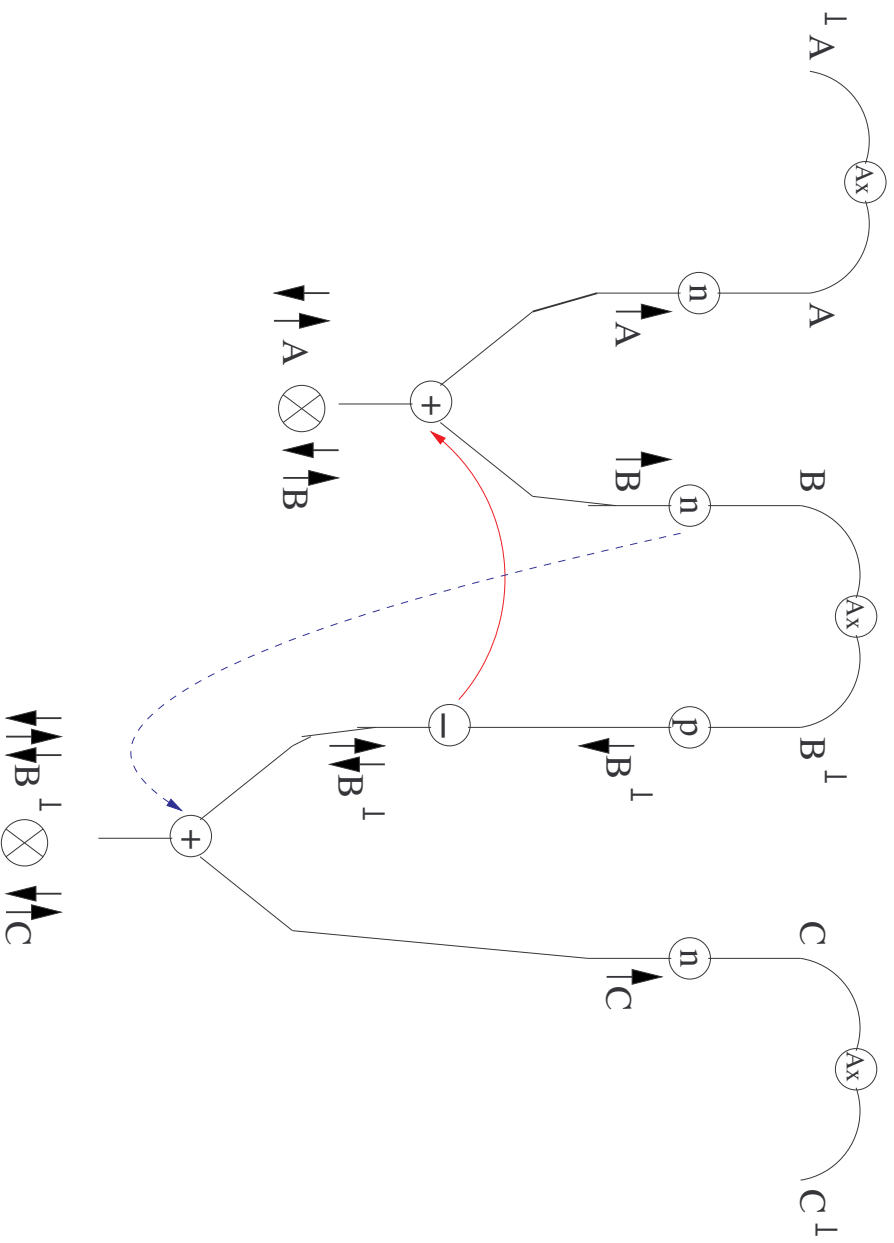 Ax Ax Ax
⊥A A B B⊥ C C⊥
n n p n
↑A ↑B ↓B⊥ ↑C
+ −
↑↓B⊥
↓↑A ⊗ ↓↑B
+
↓↑↓B⊥ ⊗ ↓↑C